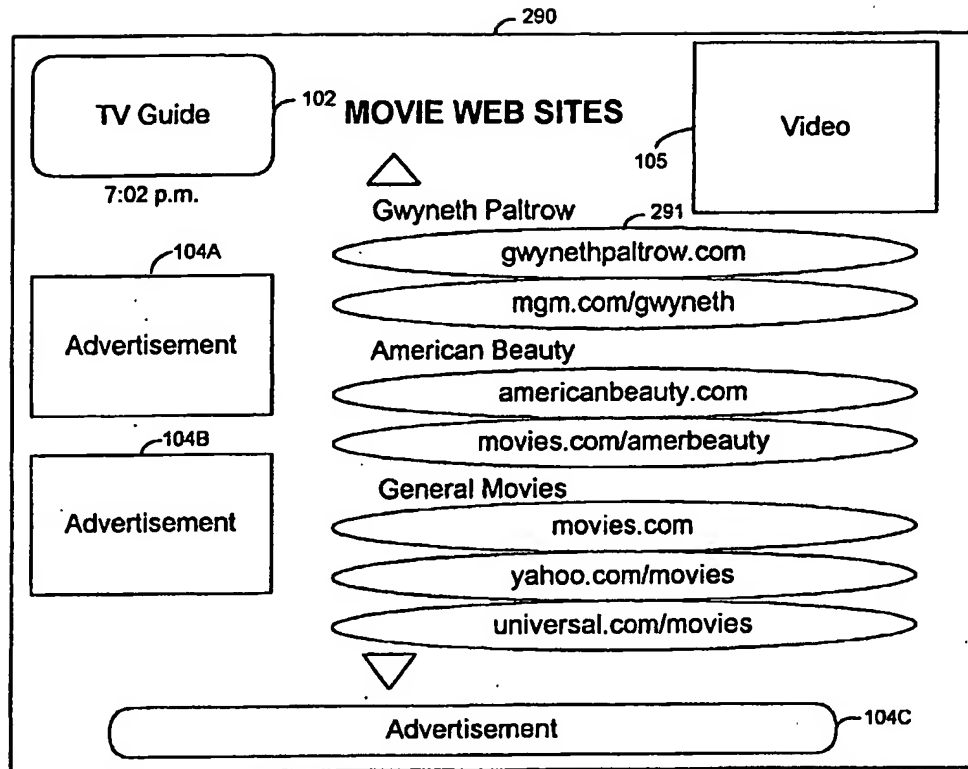 290
TV Guide
102
MOVIE WEB SITES
Video
105
7:02 p.m.
Gwyneth Paltrow
291
gwynethpaltrow.com
104A
mgm.com/gwyneth
Advertisement
American Beauty
americanbeauty.com
104B
movies.com/amerbeauty
General Movies
Advertisement
movies.com
yahoo.com/movies
universal.com/movies
Advertisement
104C